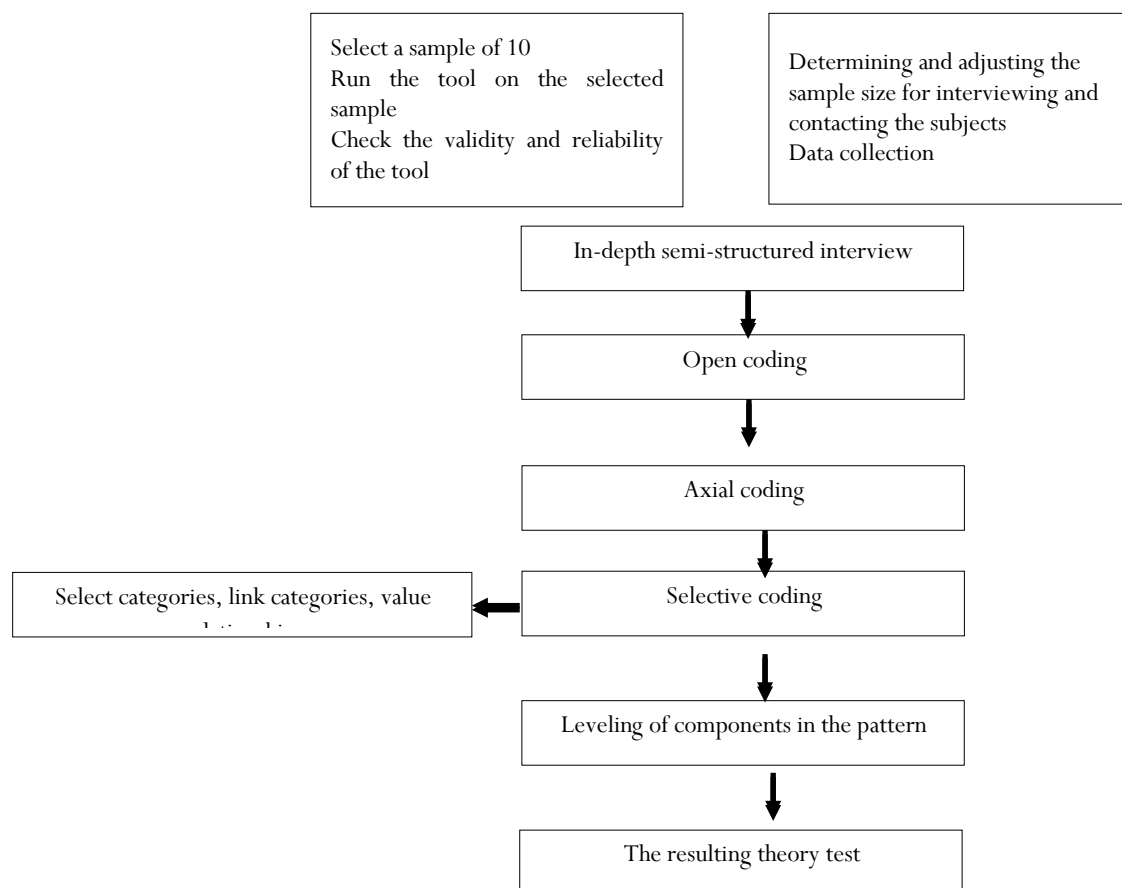 Select a sample of 10
Run the tool on the selected
sample
Check the validity and reliability
of the tool
Determining and adjusting the
sample size for interviewing and
contacting the subjects
Data collection
In-depth semi-structured interview
Open coding
Axial coding
Selective coding
Select categories, link categories, value
Leveling of components in the pattern
The resulting theory test